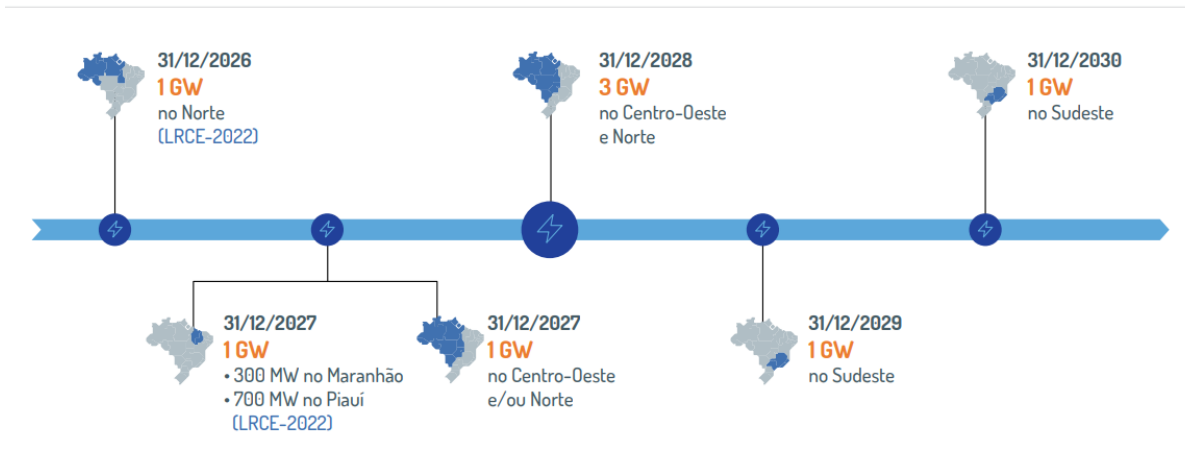 31/12/2026
1 GW
no Norte
(LRCE-2022)
31/12/2028
3 GW
no Centro-Oeste
e Norte
31/12/2030
1 GW
no Sudeste
31/12/2027
1 GW
• 300 MW no Maranhão
• 700 MW no Piauí
(LRCE-2022)
31/12/2027
1 GW
no Centro-Oeste
e/ou Norte
31/12/2029
1 GW
no Sudeste